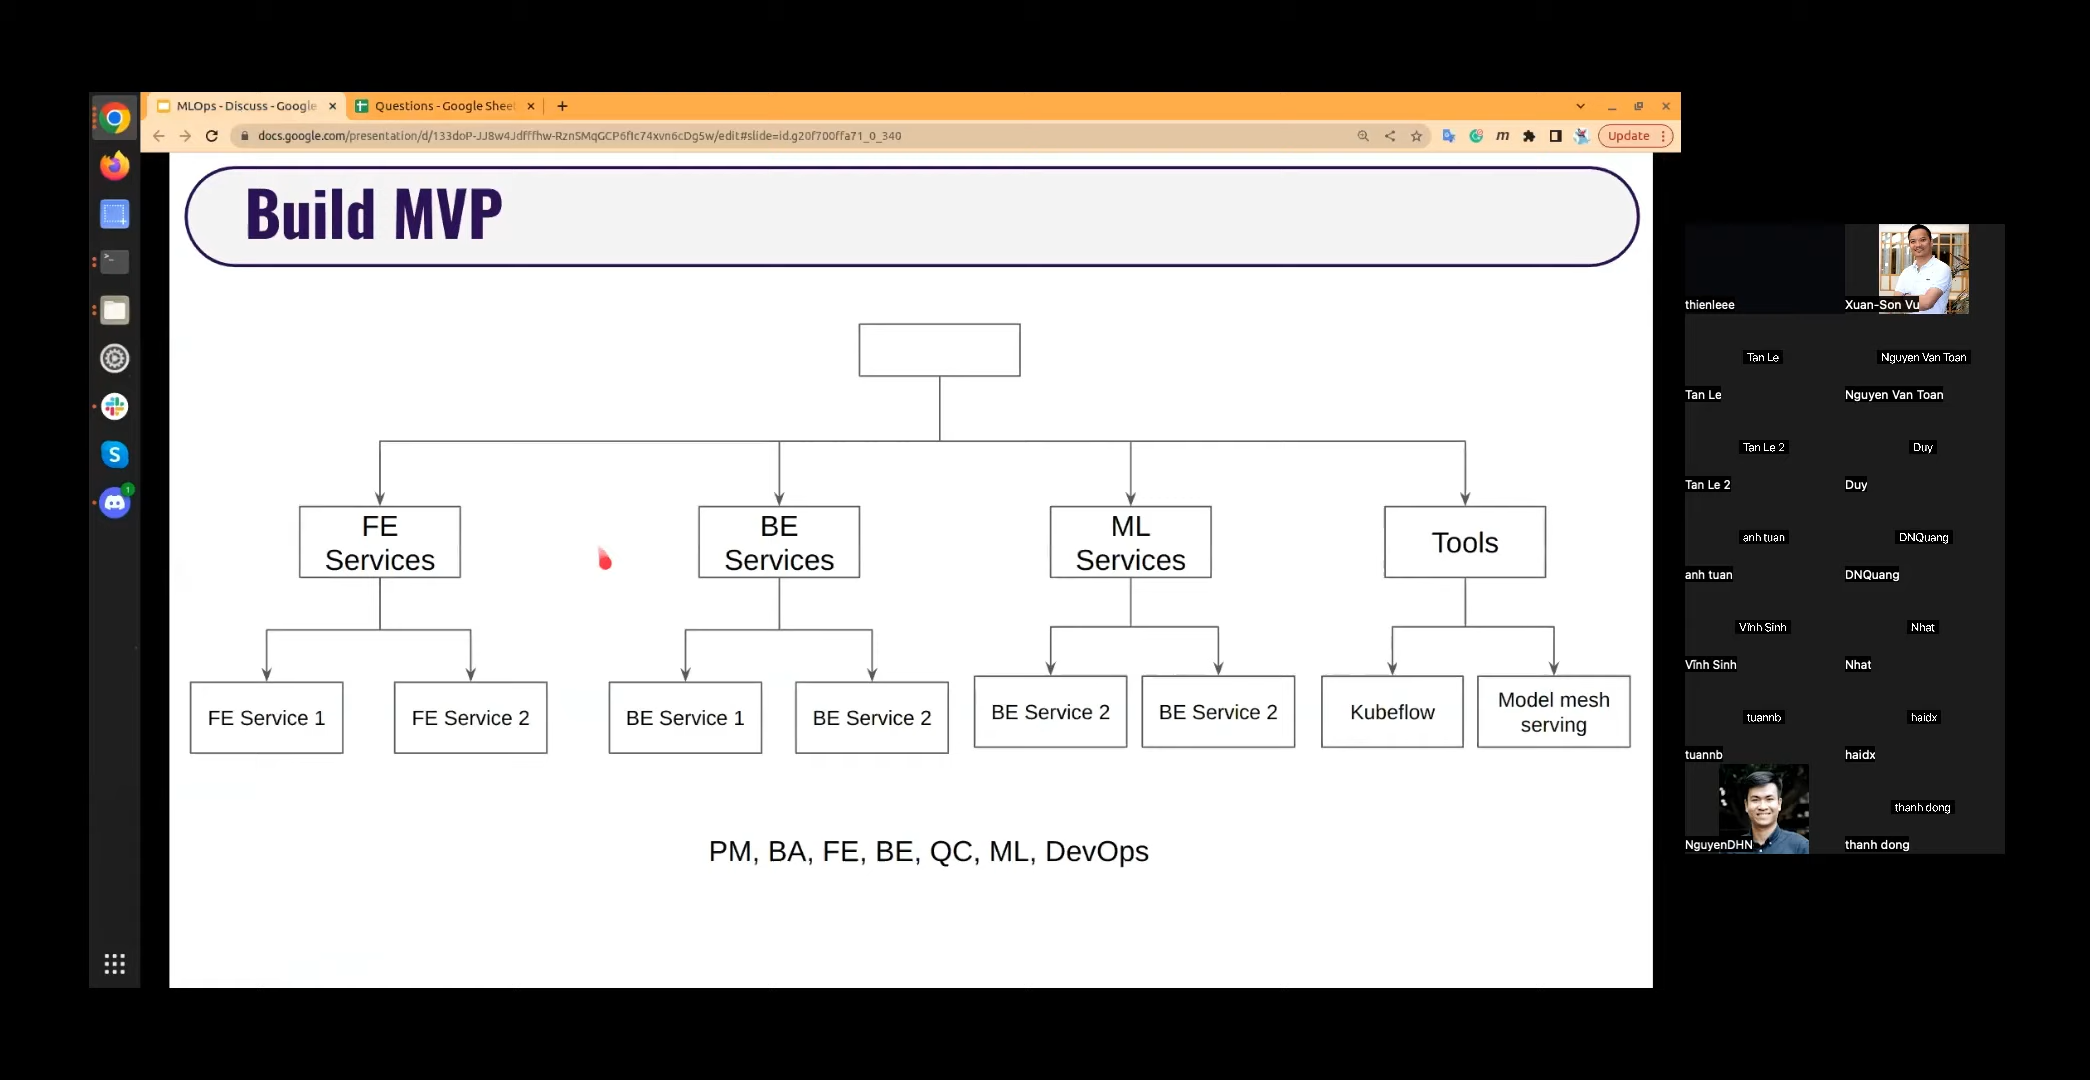 MLOps - Discuss - Google
Questions - Google Shee
docs.google.com/presentation/d/133doP-JJ8w4Jdfffhw-RznSMqGCP6fIc74xvn6cDg5w/edit#slide=id.g20f700ffa71_0_340
m
Update
Build MVP
FE
Services
BE
Services
ML
Services
Tools
FE Service 1
FE Service 2
BE Service 1
BE Service 2
BE Service 2
BE Service 2
Kubeflow
Model mesh
serving
PM, BA, FE, BE, QC, ML, DevOps
1
thienleee
Xuan-Son Vu
Tan Le
Nguyen Van Toan
Tan Le
Nguyen Van Toan
Tan Le 2
Duy
Tan Le 2
Duy
anh tuan
DNQuang
anh tuan
DNQuang
Vĩnh Sinh
Nhat
Vĩnh Sinh
Nhat
tuannb
haidx
tuannb
haidx
thanh dong
NguyenDHN
thanh dong